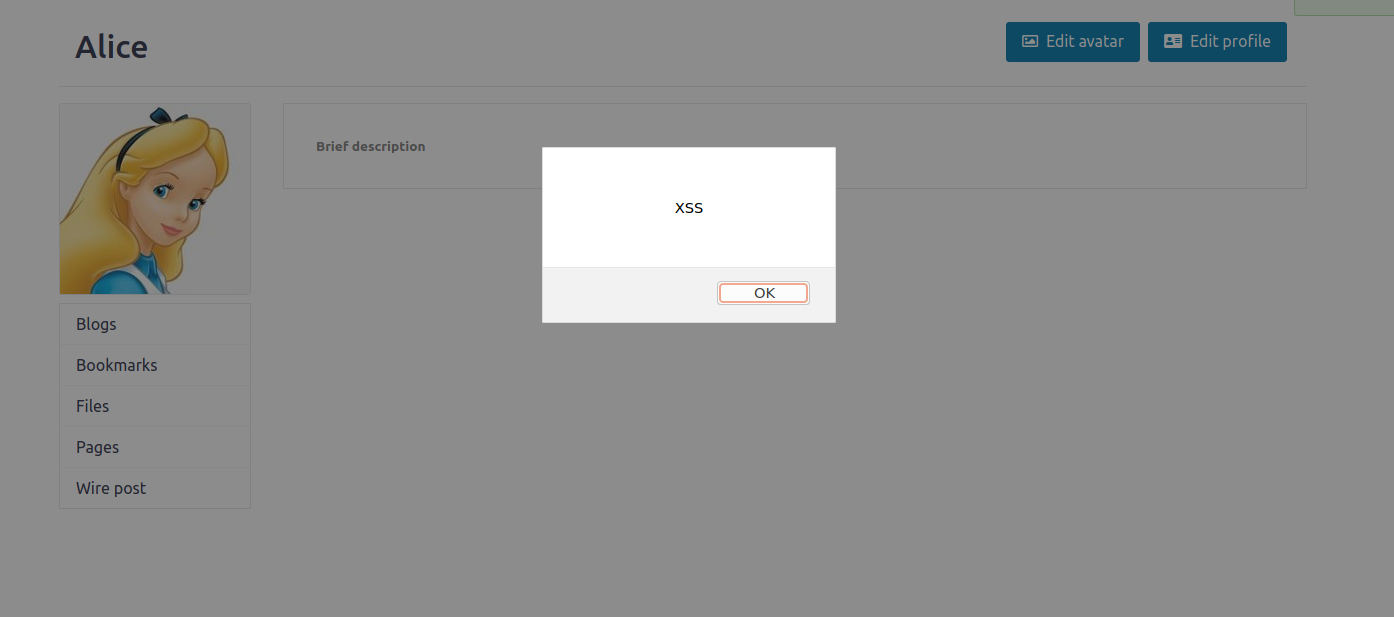 Alice
Edit avatar
Edit profile
Brief description
XSS
OK
Blogs
Bookmarks
Files
Pages
Wire post